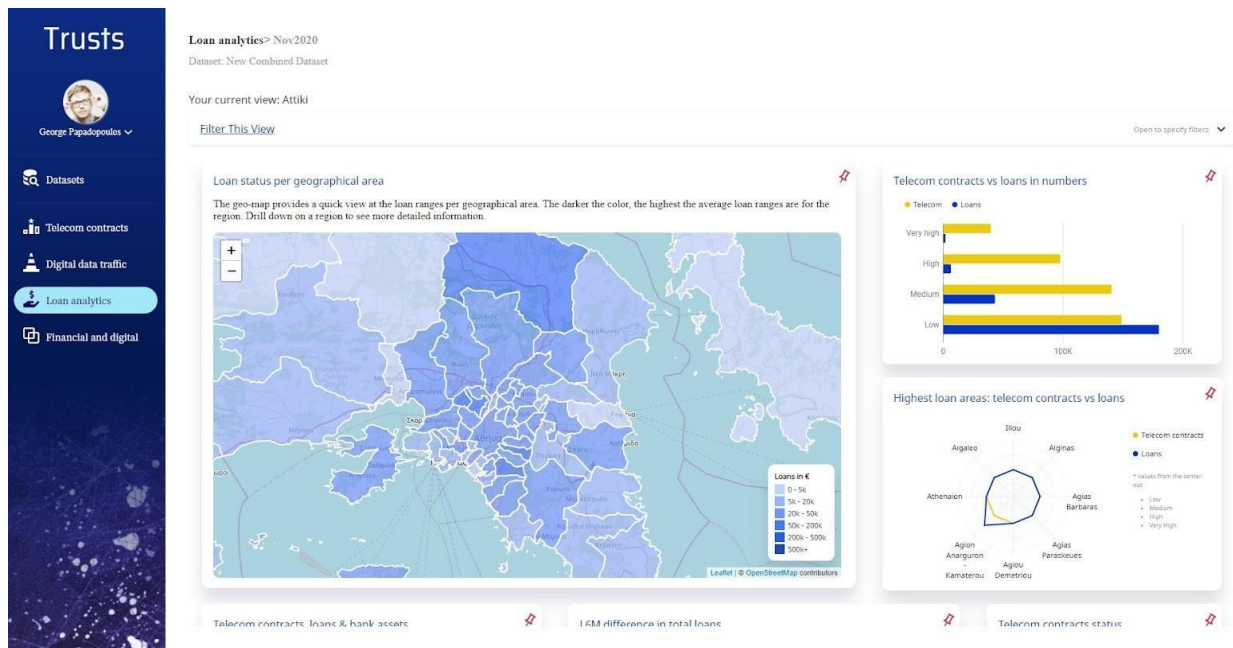 Trusts
George Papadopoulos
Datasets
Telecom contracts
Digital data traffic
Loan analytics
Financial and digital
Loan analytics> Nov2020
Dataset: New Combined Dataset
Your current view: Attiki
Filter This View
Open to specify filters
Loan status per geographical area
The geo-map provides a quick view at the loan ranges per geographical area. The darker the color, the highest the average loan ranges are for the
region. Drill down on a region to see more detailed information.
+
−
Αθήνα
Loans in €
0 - 5k
5k - 20k
20k - 50k
50k - 200k
200k - 500k
500k+
Leaflet | © OpenStreetMap contributors
Telecom contracts vs loans in numbers
Telecom Loans
Very high
High
Medium
Low
0 100K 200K
Highest loan areas: telecom contracts vs loans
Iliou
Aiginas
Agias
Barbaras
Agias
Paraskeues
Agiou
Demetriou
Agion
Anarguron
-
Kamaterou
Athenaion
Aigaleo
Telecom contracts
Loans
* values from the center-
out
Low
Medium
High
Very High
Telecom contracts, loans & bank assets
L6M difference in total loans
Telecom contracts status